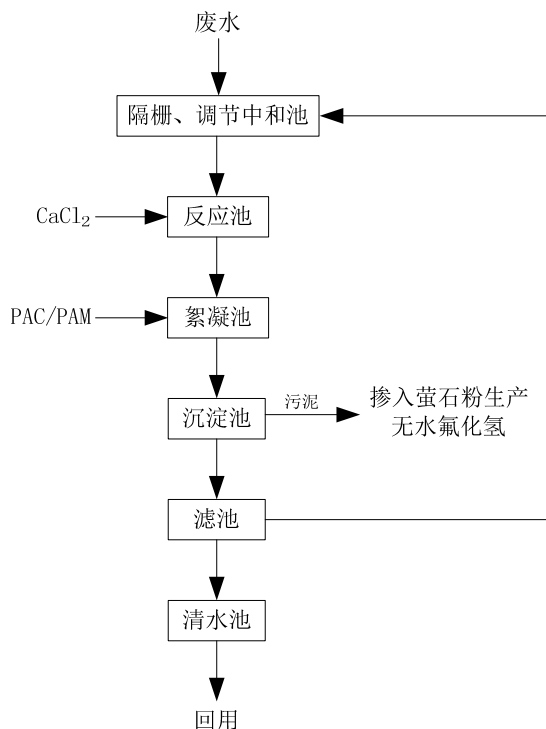 废水
隔栅、调节中和池
CaCl₂
反应池
PAC/PAM
絮凝池
沉淀池
污泥
掺入萤石粉生产
无水氟化氢
滤池
清水池
回用